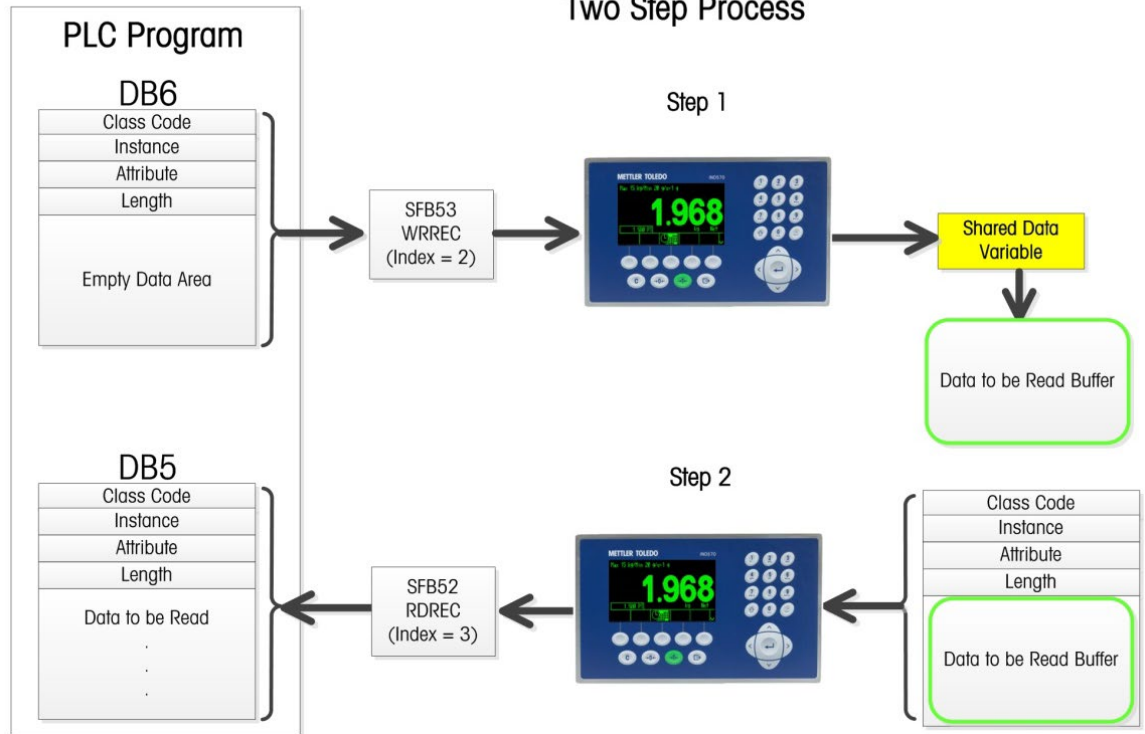 Two Step Process
PLC Program
DB6
Class Code
Instance
Attribute
Length
Empty Data Area
Step 1
SFB53
WRREC
(Index = 2)
METTLER TOLEDO
1.968
Shared Data
Variable
Data to be Read Buffer
DB5
Class Code
Instance
Attribute
Length
Data to be Read
.
.
.
Step 2
SFB52
RDREC
(Index = 3)
METTLER TOLEDO
1.968
Class Code
Instance
Attribute
Length
Data to be Read Buffer